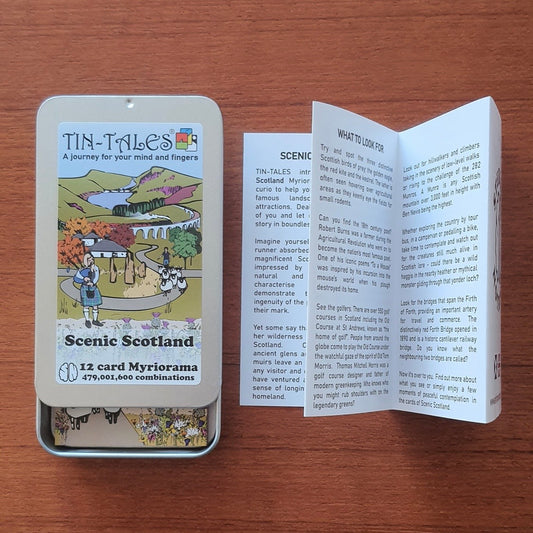 TIN-TALES®
A journey for your mind and fingers
Scenic Scotland
12 card Myriorama
479,001,600 combinations
SCENIC
TIN-TALES intr
Scotland Myrior
curio to help yo
famous landsc
attractions. Dea
of you and let
story in boundles
Imagine yoursel
runner absorbed
magnificent Sco
impressed by
natural and
characterise
demonstrate t
ingenuity of the
their mark.
Yet some say tha
her wilderness
Scotland. C
ancient glens a
muirs leave an
any visitor and
have ventured a
sense of longin
homeland.
WHAT TO LOOK FOR
Try and spot the three distinctive
Scottish birds of prey; the golden eagle,
the red kite and the kestrel. The latter is
often seen hovering over agricultural
areas as they keenly eye the fields for
small rodents.
Can you find the 18th century poet?
Robert Burns was a farmer during the
Agricultural Revolution who went on to
become the nation's most famous poet.
One of his iconic poems 'To a Mouse'
was inspired by his incursion into the
mouse's world when his plough
destroyed its home.
See the golfers. There are over 550 golf
courses in Scotland including the Old
Course at St Andrews, known as "the
home of golf". People from around the
globe come to play the Old Course under
the watchful gaze of the spirit of Old Tom
Morris. Thomas Mitchell Morris was a
golf course designer and father of
modern greenkeeping. Who knows who
you might rub shoulders with on the
legendary greens?
Look out for hillwalkers and climbers
taking in the scenery of low-level walks
or rising to the challenge of the 282
Munros. A Munro is any Scottish
mountain over 3,000 feet in height with
Ben Nevis being the highest.
Whether exploring the country by tour
bus, in a campervan or pedalling a bike,
take time to contemplate and watch out
for the creatures still much alive in
Scottish lore – could there be a wild
haggis in the nearby heather or mythical
monster gliding through that yonder loch?
Look for the bridges that span the Firth
of Forth, providing an important artery
for travel and commerce. The
distinctively red Forth Bridge opened in
1890 and is a historic cantilever railway
bridge. Do you know what the
neighbouring two bridges are called?
Now it's over to you. Find out more about
what you see or simply enjoy a few
moments of peaceful contemplation in
the cards of Scenic Scotland.